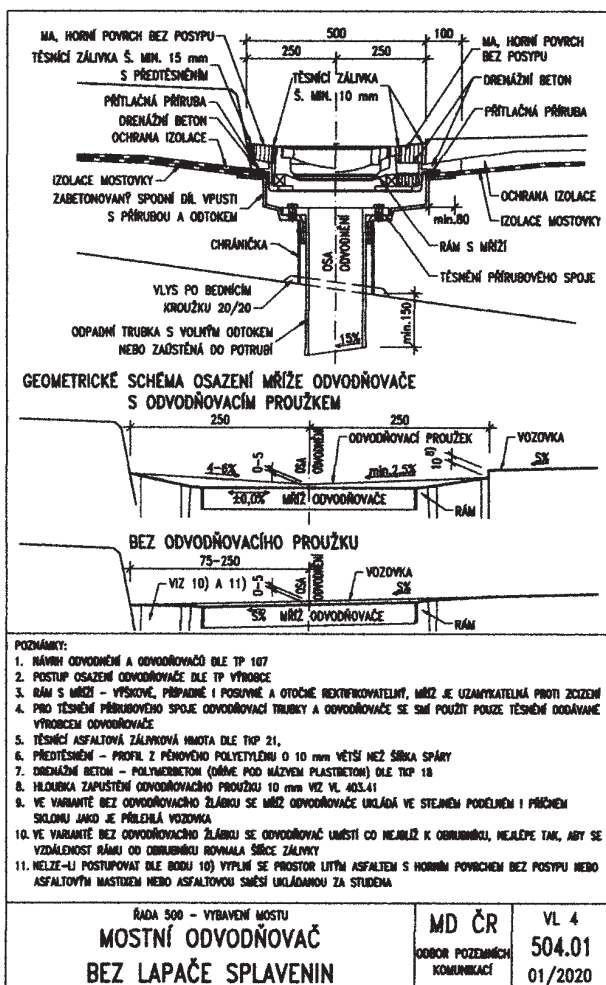 500
100
250
250
MA, HORNÍ POVRCH BEZ POSYPU
TĚSNÍCÍ ZÁLIVKA Š. MIN. 15 mm
S PŘEDTĚSNĚNÍM
PŘÍTLAČNÁ PŘÍRUBA
DRENÁŽNÍ BETON
OCHRANA IZOLACE
TĚSNÍCÍ ZÁLIVKA
Š. MIN. 10 mm
MA, HORNÍ POVRCH
BEZ POSYPU
DRENÁŽNÍ BETON
PŘÍTLAČNÁ PŘÍRUBA
IZOLACE MOSTOVKY
ZABETONOVANÝ SPODNÍ DÍL VPUSTI
S PŘÍRUBOU A ODTOKEM
OCHRANA IZOLACE
IZOLACE MOSTOVKY
min.80
CHRÁNIČKA
OSA
ODVODNĚNÍ
RÁM S MŘÍŽÍ
TĚSNĚNÍ PŘÍRUBOVÉHO SPOJE
VLYS PO BEDNÍCÍM
KROUŽKU 20/20
ODPADNÍ TRUBKA S VOLNÝM ODTOKEM
NEBO ZAÚSTĚNÁ DO POTRUBÍ
15%
min.150
GEOMETRICKÉ SCHÉMA OSAZENÍ MŘÍŽE ODVODŇOVAČE
S ODVODŇOVACÍM PROUŽKEM
250
250
OSA
ODVODNĚNÍ
ODVODŇOVACÍ PROUŽEK
VOZOVKA
4-6%
0-5
min.2,5%
10 8)
S%
±0,0%
MŘÍŽ ODVODŇOVAČE
RÁM
BEZ ODVODŇOVACÍHO PROUŽKU
75-250
VIZ 10) A 11)
0-5
OSA
ODVODNĚNÍ
VOZOVKA
S%
S%
MŘÍŽ ODVODŇOVAČE
RÁM
POZNÁMKY:
1. NÁVRH ODVODNĚNÍ A ODVODŇOVAČŮ DLE TP 107
2. POSTUP OSAZENÍ ODVODŇOVAČE DLE TP VÝROBCE
3. RÁM S MŘÍŽÍ - VÝŠKOVĚ, PŘÍPADNĚ I POSUVNĚ A OTOČNĚ REKTIFIKOVATELNÝ, MŘÍŽ JE UZAMYKATELNÁ PROTI ZCIZENÍ
4. PRO TĚSNĚNÍ PŘÍRUBOVÉHO SPOJE ODVODŇOVACÍ TRUBKY A ODVODŇOVAČE SE SMÍ POUŽÍT POUZE TĚSNĚNÍ DODÁVANÉ
VÝROBCEM ODVODŇOVAČE
5. TĚSNÍCÍ ASFALTOVÁ ZÁLIVKOVÁ HMOTA DLE TKP 21,
6. PŘEDTĚSNĚNÍ - PROFIL Z PĚNOVÉHO POLYETYLÉNU O 10 mm VĚTŠÍ NEŽ ŠÍŘKA SPÁRY
7. DRENÁŽNÍ BETON - POLYMERBETON (DŘÍVE POD NÁZVEM PLASTBETON) DLE TKP 18
8. HLOUBKA ZAPUŠTĚNÍ ODVODŇOVACÍHO PROUŽKU 10 mm VIZ VL 403.41
9. VE VARIANTĚ BEZ ODVODŇOVACÍHO ŽLÁBKU SE MŘÍŽ ODVODŇOVAČE UKLÁDÁ VE STEJNÉM PODÉLNÉM I PŘÍČNÉM
SKLONU JAKO JE PŘILEHLÁ VOZOVKA
10. VE VARIANTĚ BEZ ODVODŇOVACÍHO ŽLÁBKU SE ODVODŇOVAČ UMÍSTÍ CO NEJBLÍŽ K OBRUBNÍKU, NEJLÉPE TAK, ABY SE
VZDÁLENOST RÁMU OD OBRUBNÍKU ROVNALA ŠÍŘCE ZÁLIVKY
11. NELZE-LI POSTUPOVAT DLE BODU 10) VYPLNÍ SE PROSTOR LITÝM ASFALTEM S HORNÍM POVRCHEM BEZ POSYPU NEBO
ASFALTOVÝM MASTIXEM NEBO ASFALTOVOU SMĚSÍ UKLÁDANOU ZA STUDENA
ŘADA 500 - VYBAVENÍ MOSTU
MOSTNÍ ODVODŇOVAČ
BEZ LAPAČE SPLAVENIN
MD ČR
ODBOR POZEMNÍCH
KOMUNIKACÍ
VL 4
504.01
01/2020